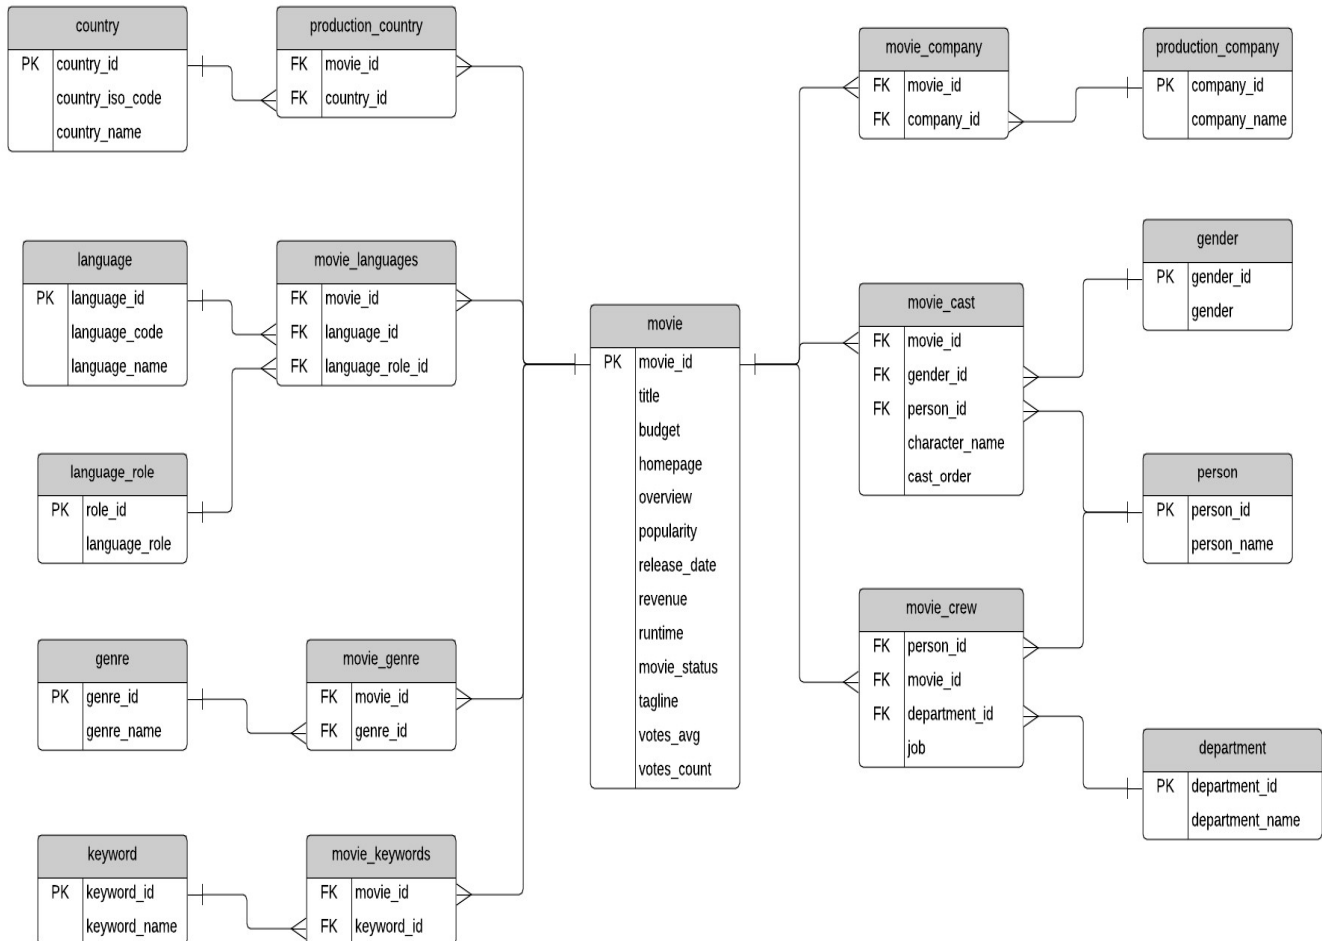 country
PK country_id
country_iso_code
country_name
production_country
FK movie_id
FK country_id
language
PK language_id
language_code
language_name
movie_languages
FK movie_id
FK language_id
FK language_role_id
language_role
PK role_id
language_role
genre
PK genre_id
genre_name
movie_genre
FK movie_id
FK genre_id
keyword
PK keyword_id
keyword_name
movie_keywords
FK movie_id
FK keyword_id
movie
PK movie_id
title
budget
homepage
overview
popularity
release_date
revenue
runtime
movie_status
tagline
votes_avg
votes_count
movie_company
FK movie_id
FK company_id
production_company
PK company_id
company_name
gender
PK gender_id
gender
movie_cast
FK movie_id
FK gender_id
FK person_id
character_name
cast_order
person
PK person_id
person_name
movie_crew
FK person_id
FK movie_id
FK department_id
job
department
PK department_id
department_name